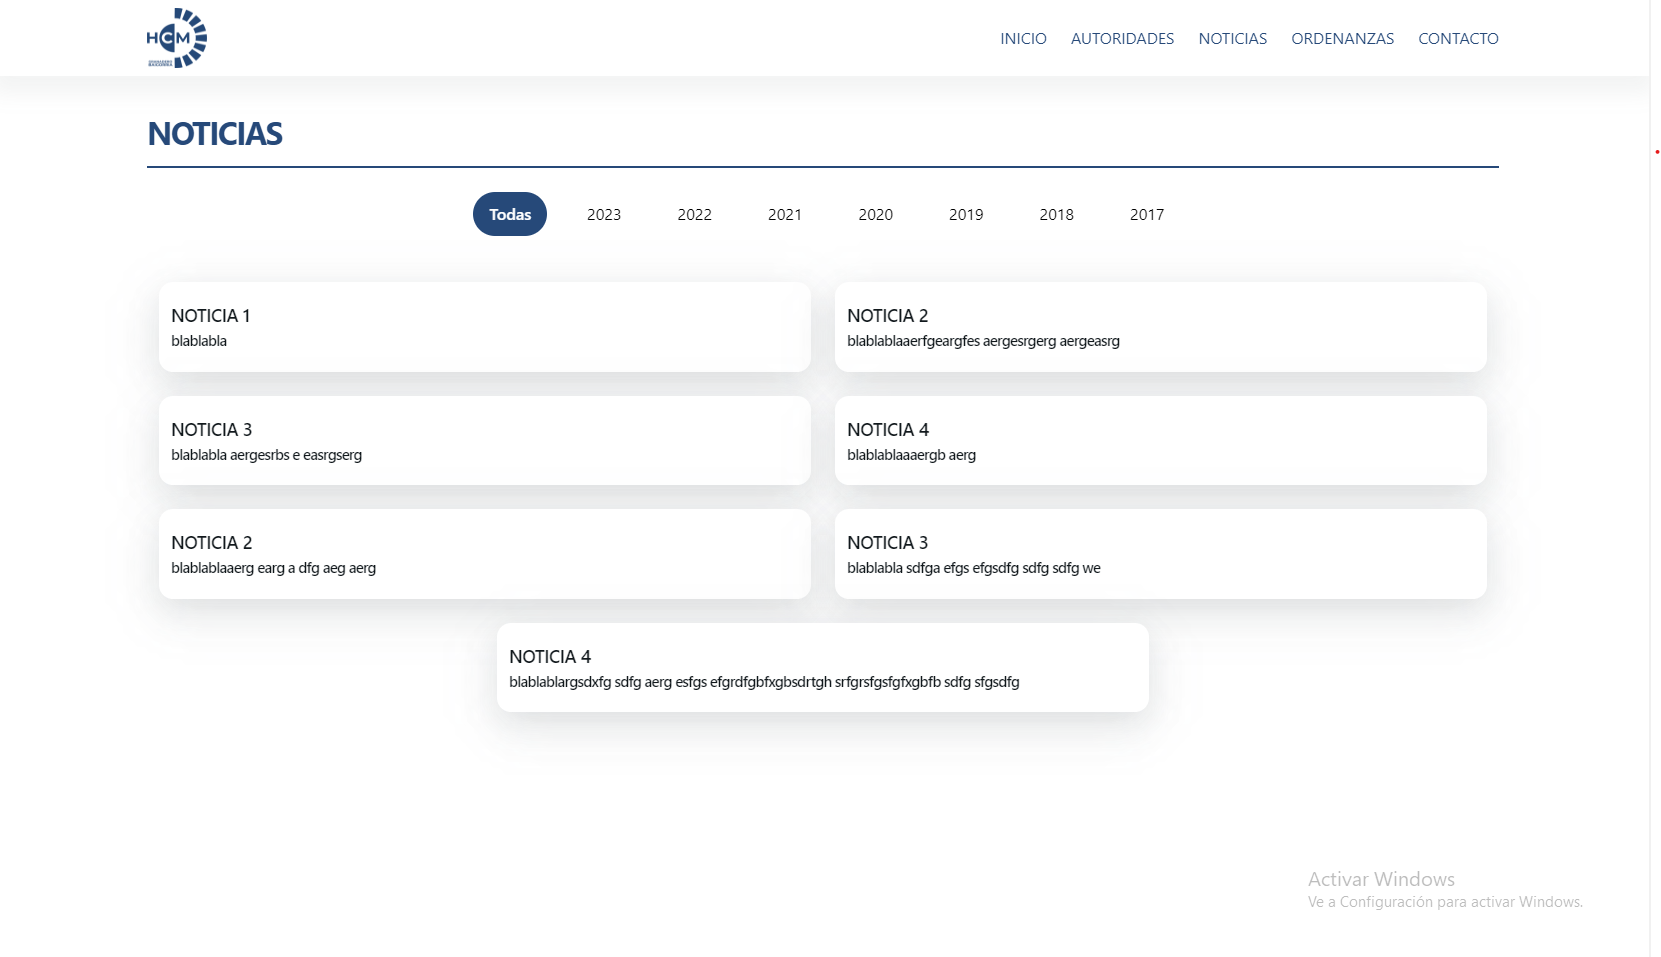 HCM
INICIO AUTORIDADES NOTICIAS ORDENANZAS CONTACTO
NOTICIAS
Todas 2023 2022 2021 2020 2019 2018 2017
NOTICIA 1
blablabla
NOTICIA 2
blablablaaerfgeargfes aergesrgerg aergeasrg
NOTICIA 3
blablabla aergesrbs e easrgserg
NOTICIA 4
blablablaaaergb aerg
NOTICIA 2
blablablaaerg earg a dfg aeg aerg
NOTICIA 3
blablabla sdfga efgs efgsdfg sdfg sdfg we
NOTICIA 4
blablablargsdxfg sdfg aerg esfgs efgrdfgbfxgbsdrtgh srfgrsfgsfgfxgbfb sdfg sfgsdfg
Activar Windows
Ve a Configuración para activar Windows.